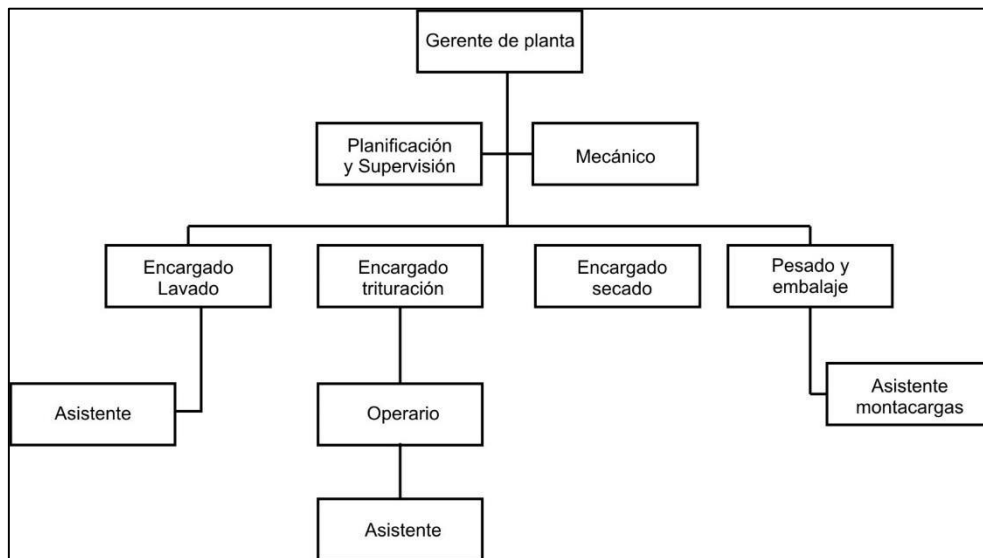 Gerente de planta
Planificación
y Supervisión
Mecánico
Encargado
Lavado
Encargado
trituración
Encargado
secado
Pesado y
embalaje
Asistente
Operario
Asistente
montacargas
Asistente